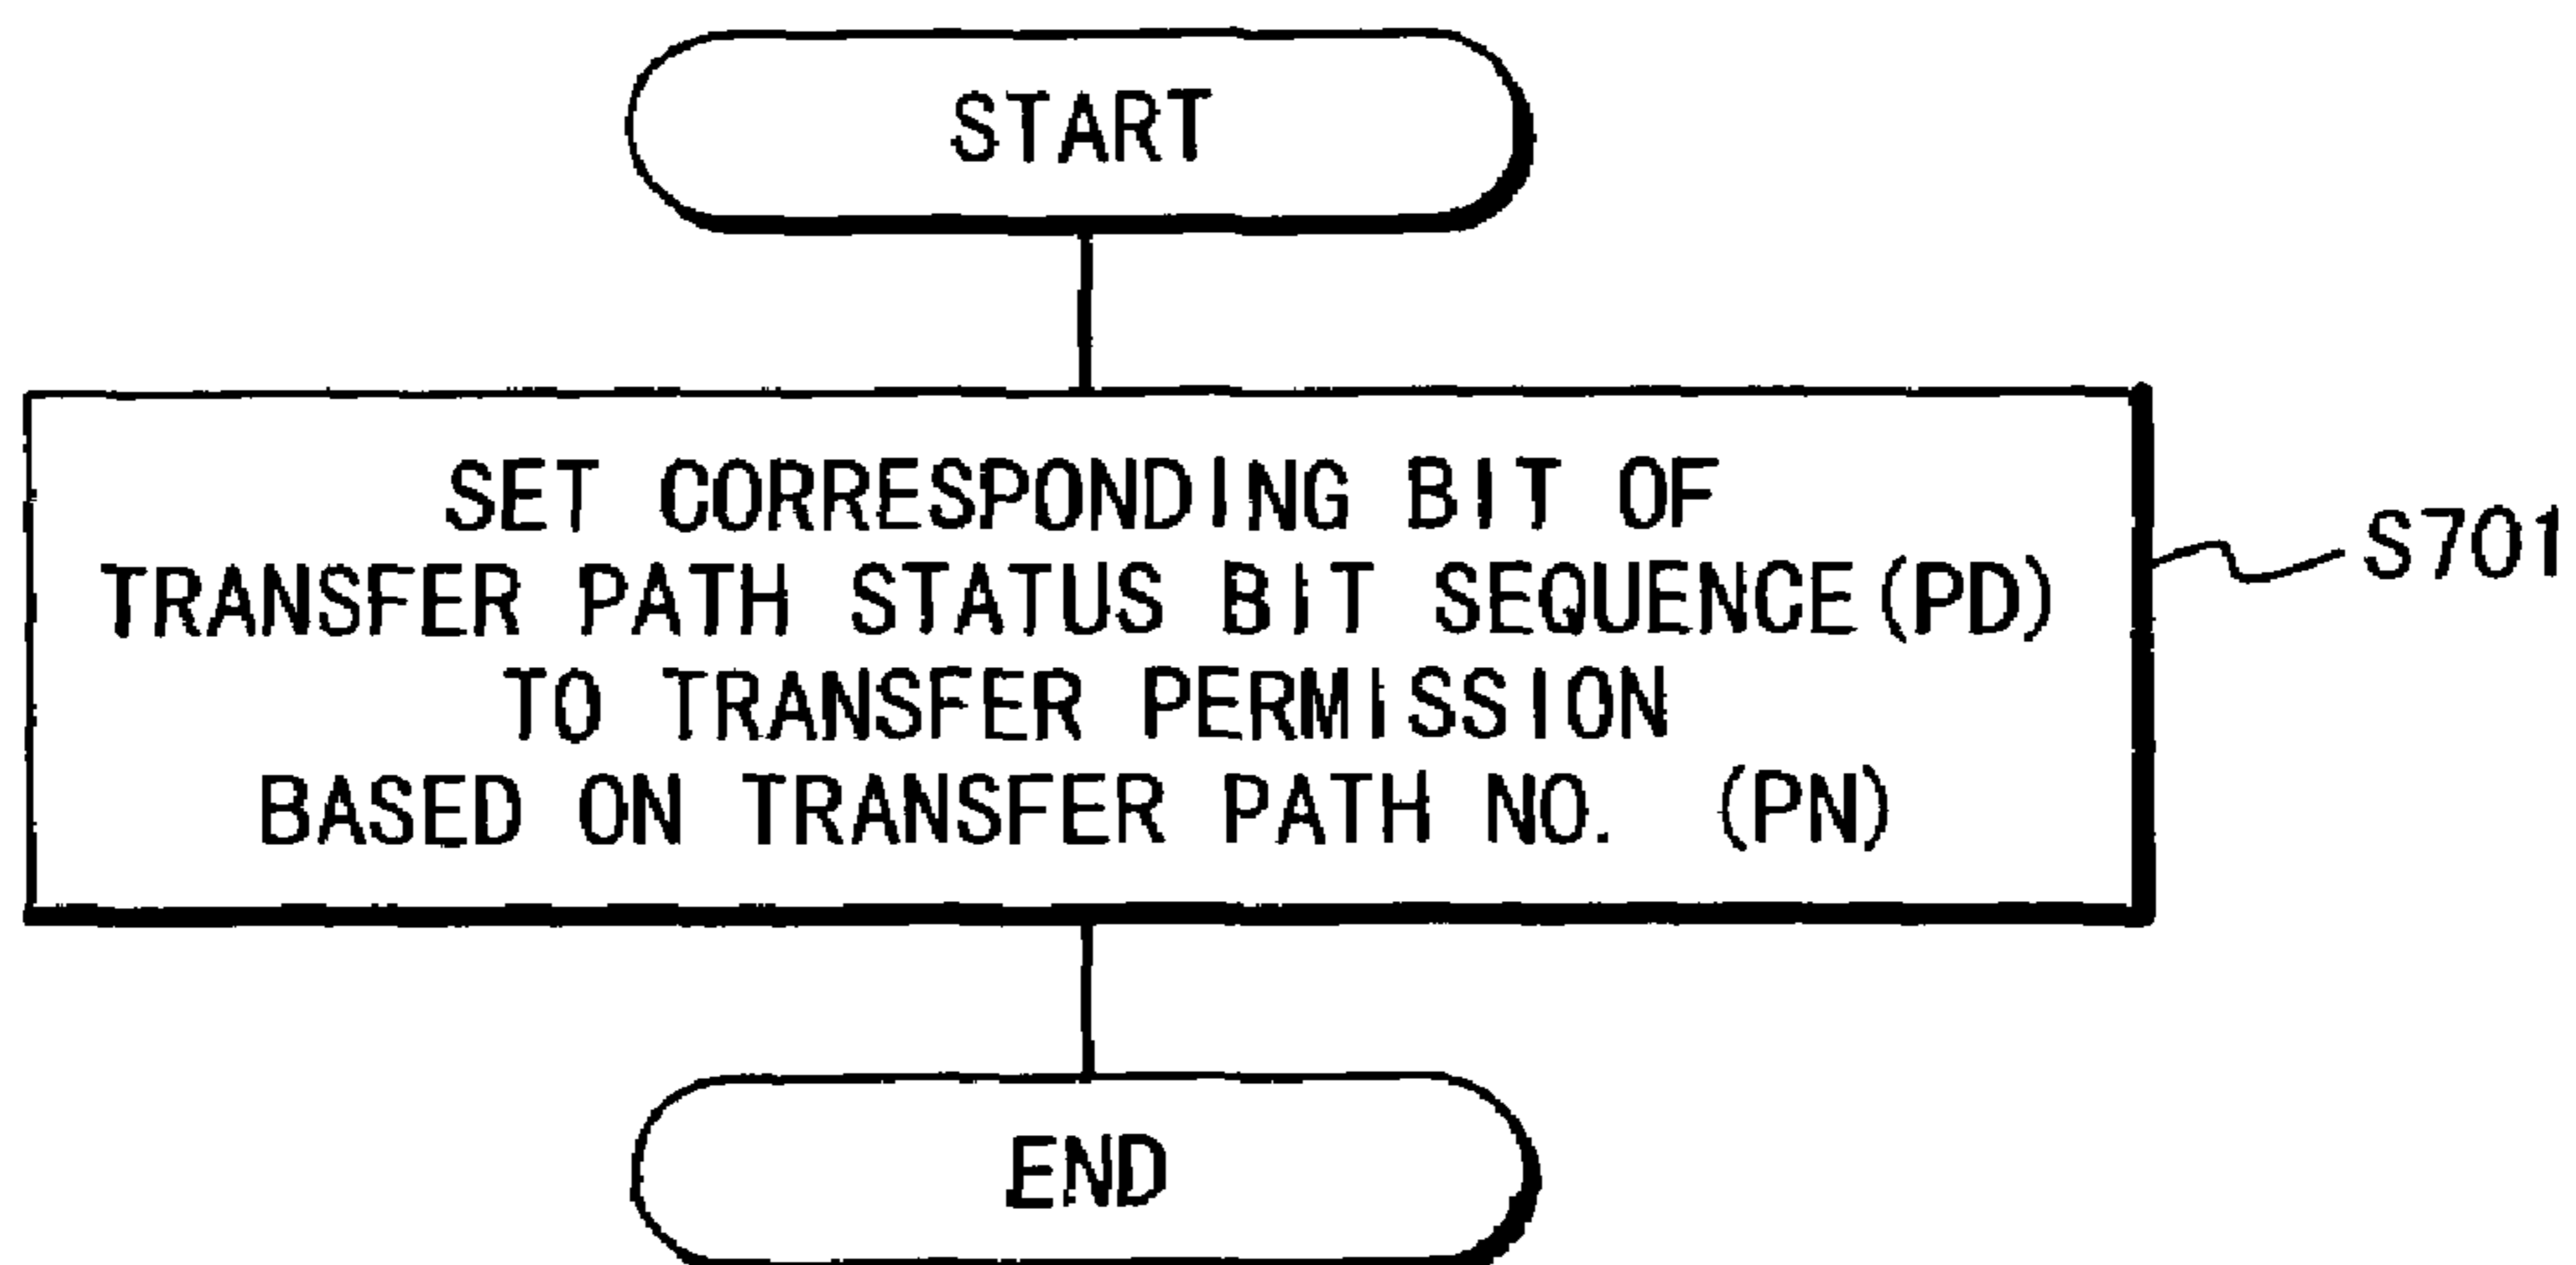 START
SET CORRESPONDING BIT OF
TRANSFER PATH STATUS BIT SEQUENCE(PD)
TO TRANSFER PERMISSION
BASED ON TRANSFER PATH NO. (PN)
S701
END